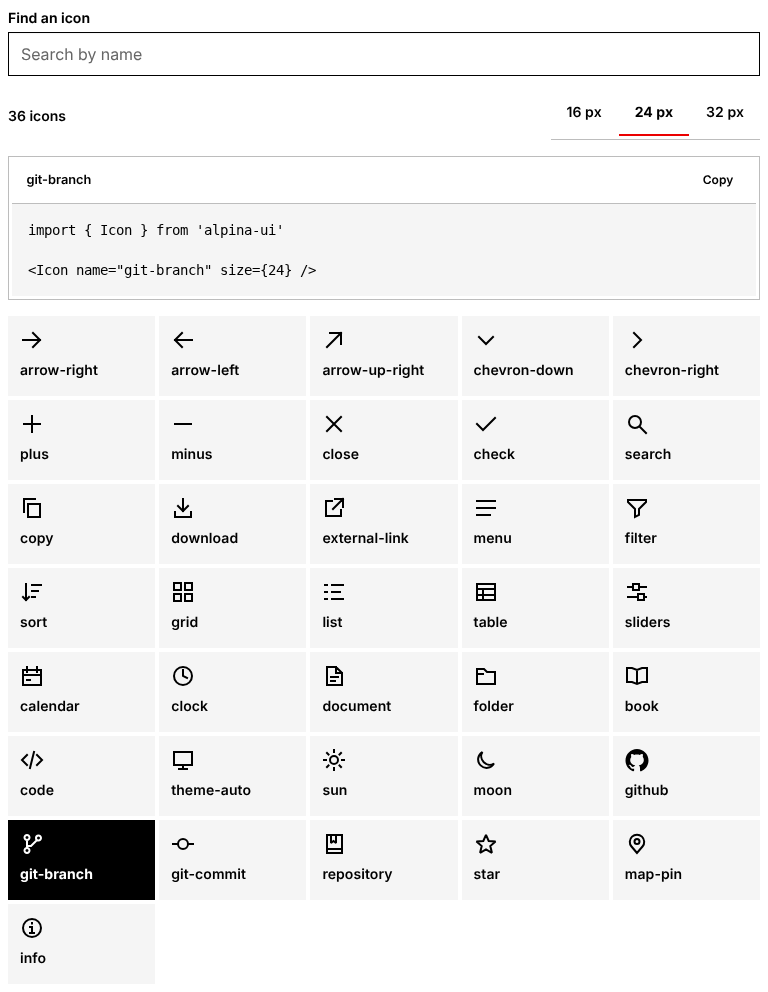 Find an icon
Search by name
36 icons
16 px 24 px 32 px
git-branch Copy
import { Icon } from 'alpina-ui'
<Icon name="git-branch" size={24} />
arrow-right arrow-left arrow-up-right chevron-down chevron-right
plus minus close check search
copy download external-link menu filter
sort grid list table sliders
calendar clock document folder book
code theme-auto sun moon github
git-branch git-commit repository star map-pin
info